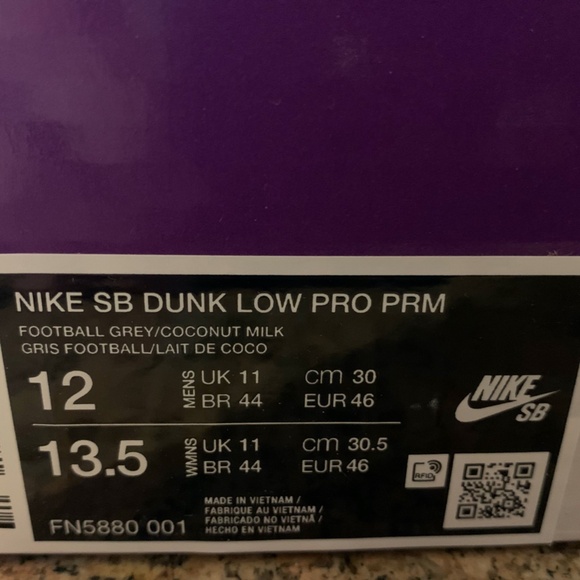 NIKE SB DUNK LOW PRO PRM
FOOTBALL GREY/COCONUT MILK
GRIS FOOTBALL/LAIT DE COCO
12 MENS UK 11 cm 30
BR 44 EUR 46
13.5 WMNS UK 11 cm 30.5
BR 44 EUR 46
NIKE
SB
RFID
MADE IN VIETNAM /
FABRIQUE AU VIETNAM /
FABRICADO NO VIETNÃ /
HECHO EN VIETNAM
FN5880 001